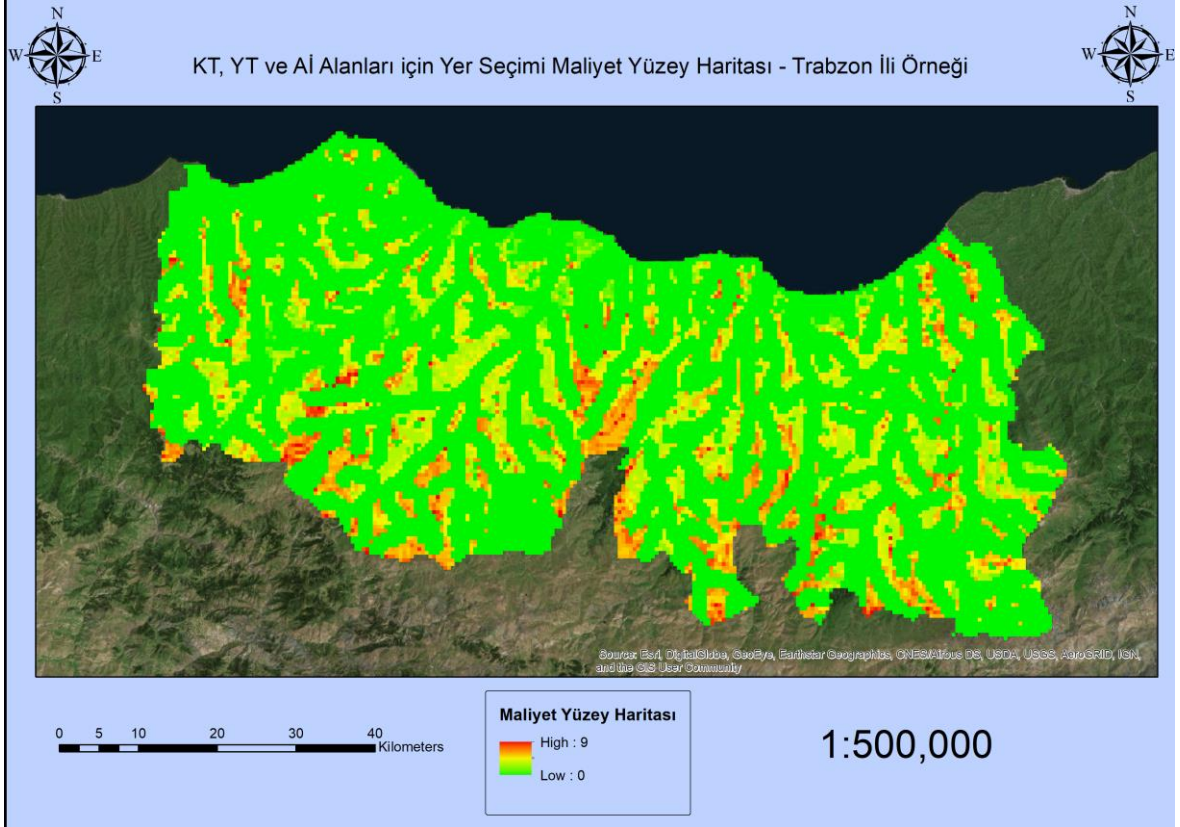 N
W E
S
N
W E
S
KT, YT ve Aİ Alanları için Yer Seçimi Maliyet Yüzey Haritası - Trabzon İli Örneği
Source: Esri, DigitalGlobe, GeoEye, Earthstar Geographics, CNES/Airbus DS, USDA, USGS, AeroGRID, IGN,
and the GIS User Community
0 5 10 20 30 40
Kilometers
Maliyet Yüzey Haritası
High : 9
Low : 0
1:500,000